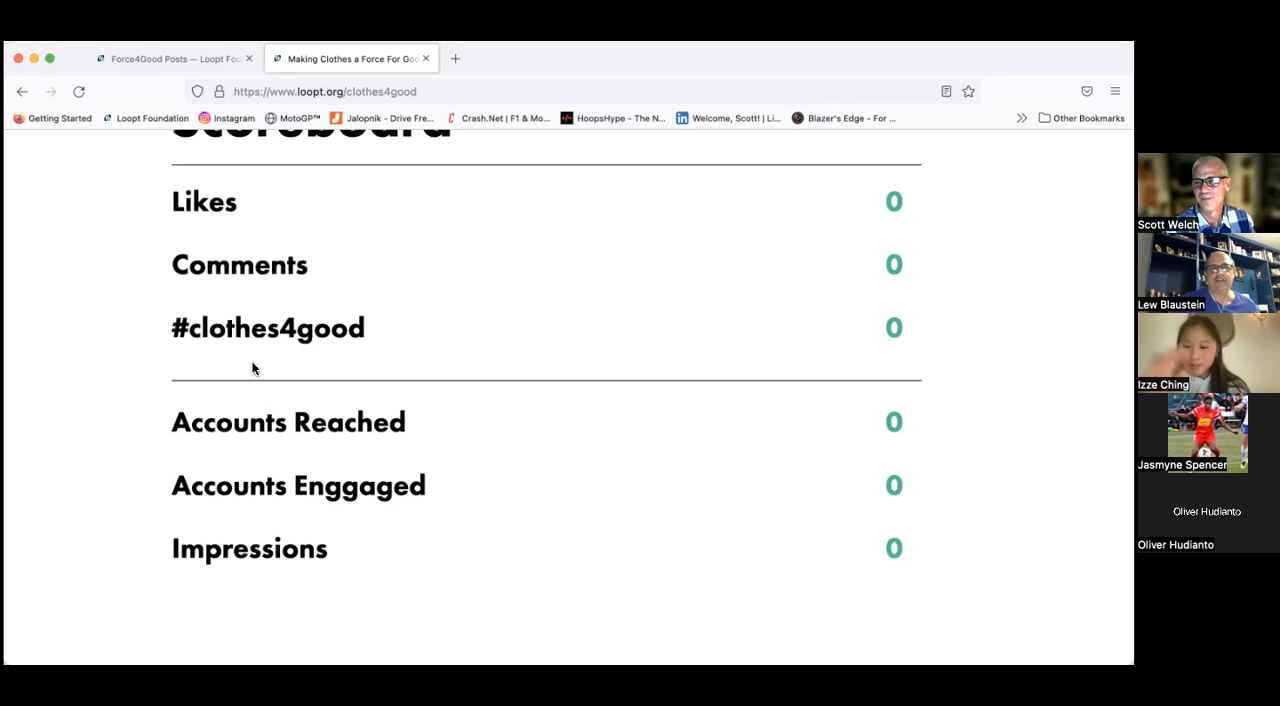 Force4Good Posts — Loopt Fou
Making Clothes a Force For Goo
https://www.loopt.org/clothes4good
Getting Started
Loopt Foundation
Instagram
MotoGP™
Jalopnik - Drive Fre...
Crash.Net | F1 & Mo...
HoopsHype - The N...
Welcome, Scott! | Li...
Blazer's Edge - For ...
Other Bookmarks
Scoreboard
Likes 0
Comments 0
#clothes4good 0
Accounts Reached 0
Accounts Enggaged 0
Impressions 0
Scott Welch
Lew Blaustein
Izze Ching
Jasmyne Spencer
Oliver Hudianto
Oliver Hudianto